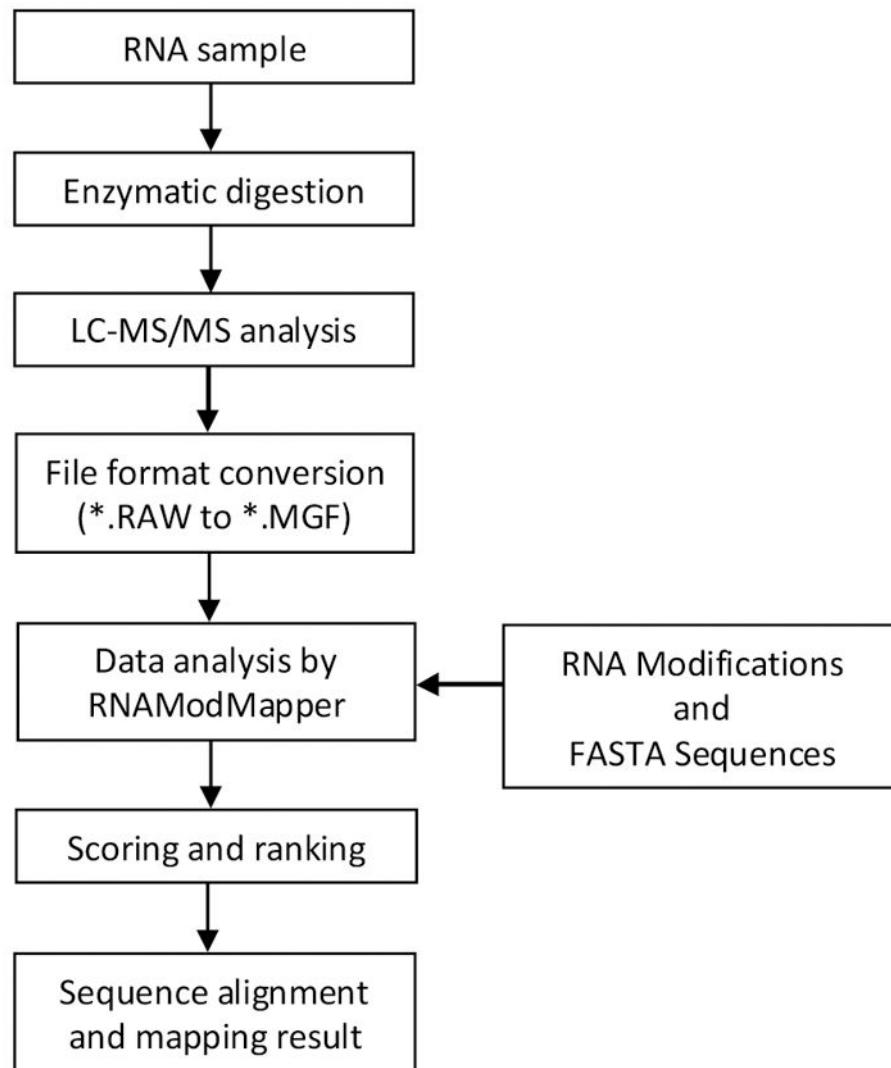 RNA sample
Enzymatic digestion
LC-MS/MS analysis
File format conversion
(*.RAW to *.MGF)
Data analysis by
RNAModMapper
RNA Modifications
and
FASTA Sequences
Scoring and ranking
Sequence alignment
and mapping result